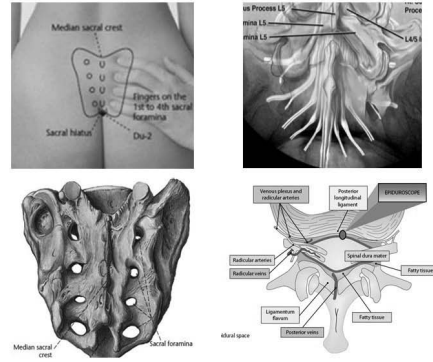 Median sacral crest
Fingers on the
1st to 4th sacral
foramina
Sacral hiatus
Du-2
us Process L5
mina L5
mina L5
L4/5
Proce
Median sacral
crest
Sacral foramina
Venous plexus and
radicular arteries
Posterior
longitudinal
ligament
EPIDUROSCOPE
Radicular arteries
Radicular veins
Spinal dura mater
Fatty tissue
Ligamentum
flavum
Fatty tissue
Posterior veins
idural space